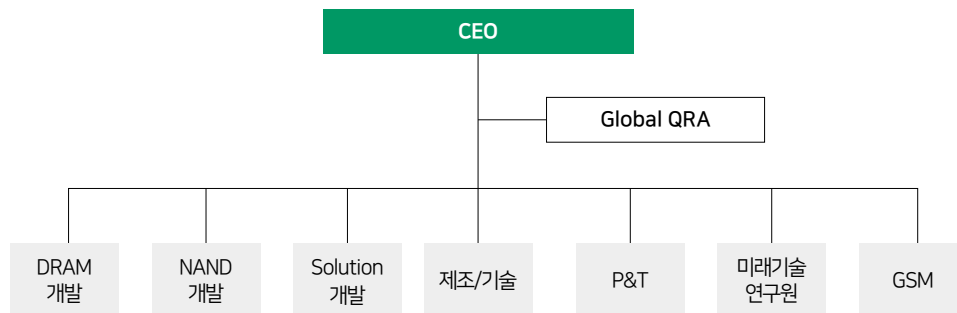 CEO
Global QRA
DRAM
개발
NAND
개발
Solution
개발
제조/기술
P&T
미래기술
연구원
GSM